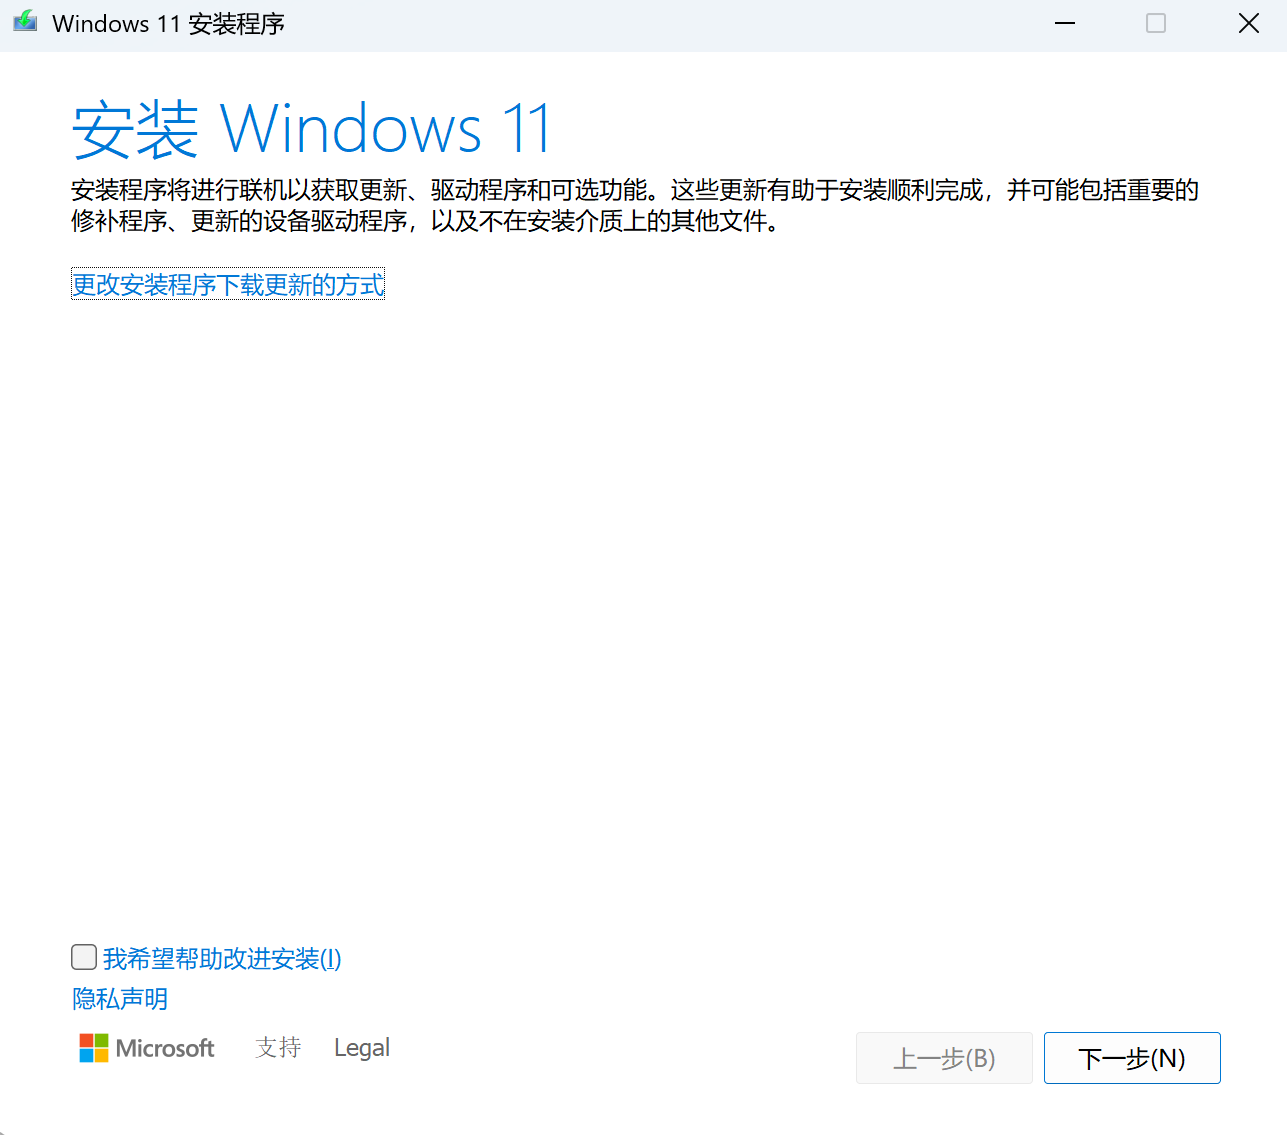 Windows 11 安装程序
安装 Windows 11
安装程序将进行联机以获取更新、驱动程序和可选功能。这些更新有助于安装顺利完成，并可能包括重要的
修补程序、更新的设备驱动程序，以及不在安装介质上的其他文件。
更改安装程序下载更新的方式
我希望帮助改进安装(I)
隐私声明
Microsoft 支持 Legal
上一步(B) 下一步(N)